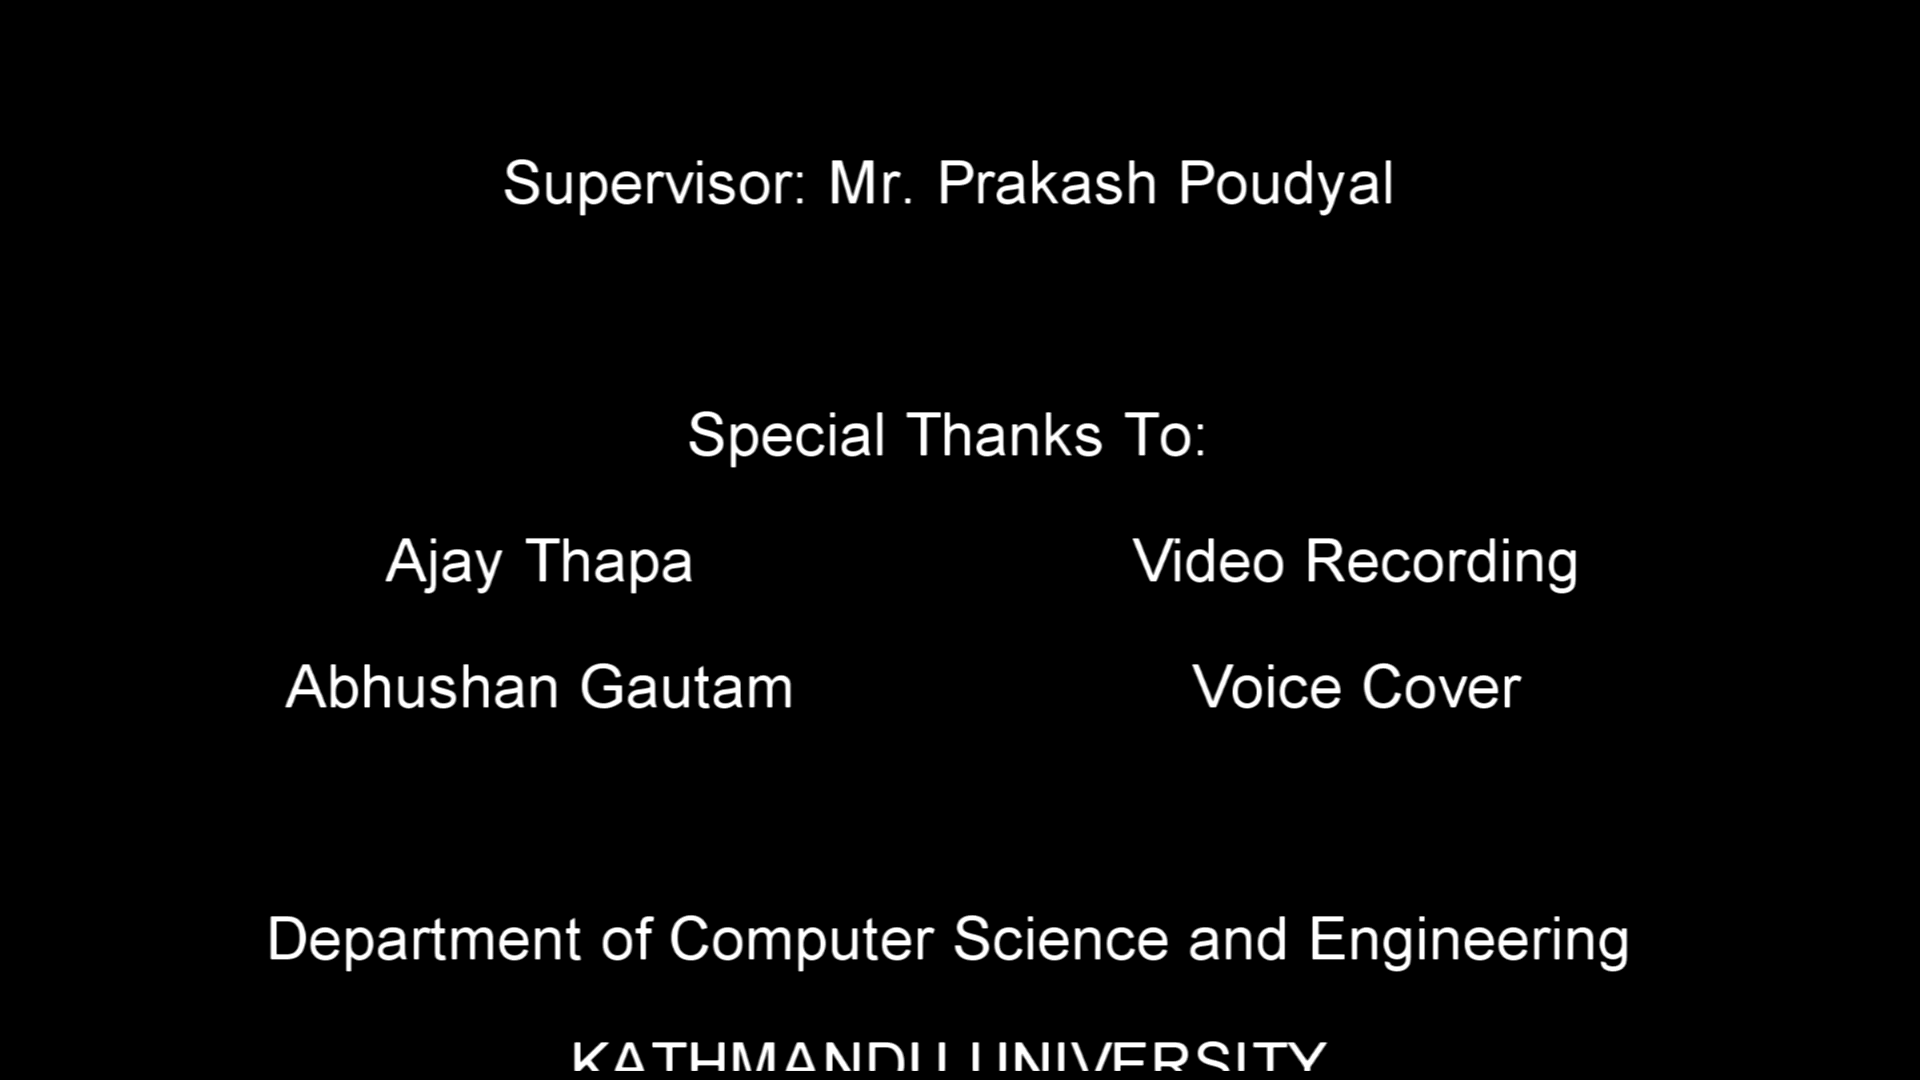 Supervisor: Mr. Prakash Poudyal
Special Thanks To:
Ajay Thapa Video Recording
Abhushan Gautam Voice Cover
Department of Computer Science and Engineering
KATHMANDU UNIVERSITY